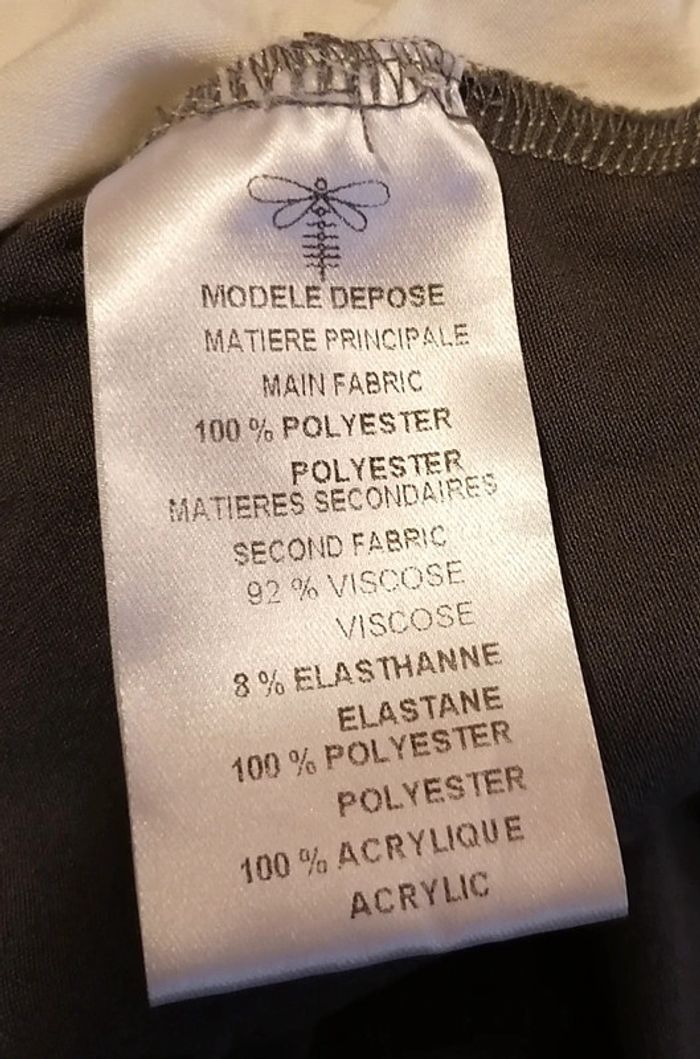 MODELE DEPOSE
MATIERE PRINCIPALE
MAIN FABRIC
100 % POLYESTER
POLYESTER
MATIERES SECONDAIRES
SECOND FABRIC
92 % VISCOSE
VISCOSE
8 % ELASTHANNE
ELASTANE
100 % POLYESTER
POLYESTER
100 % ACRYLIQUE
ACRYLIC